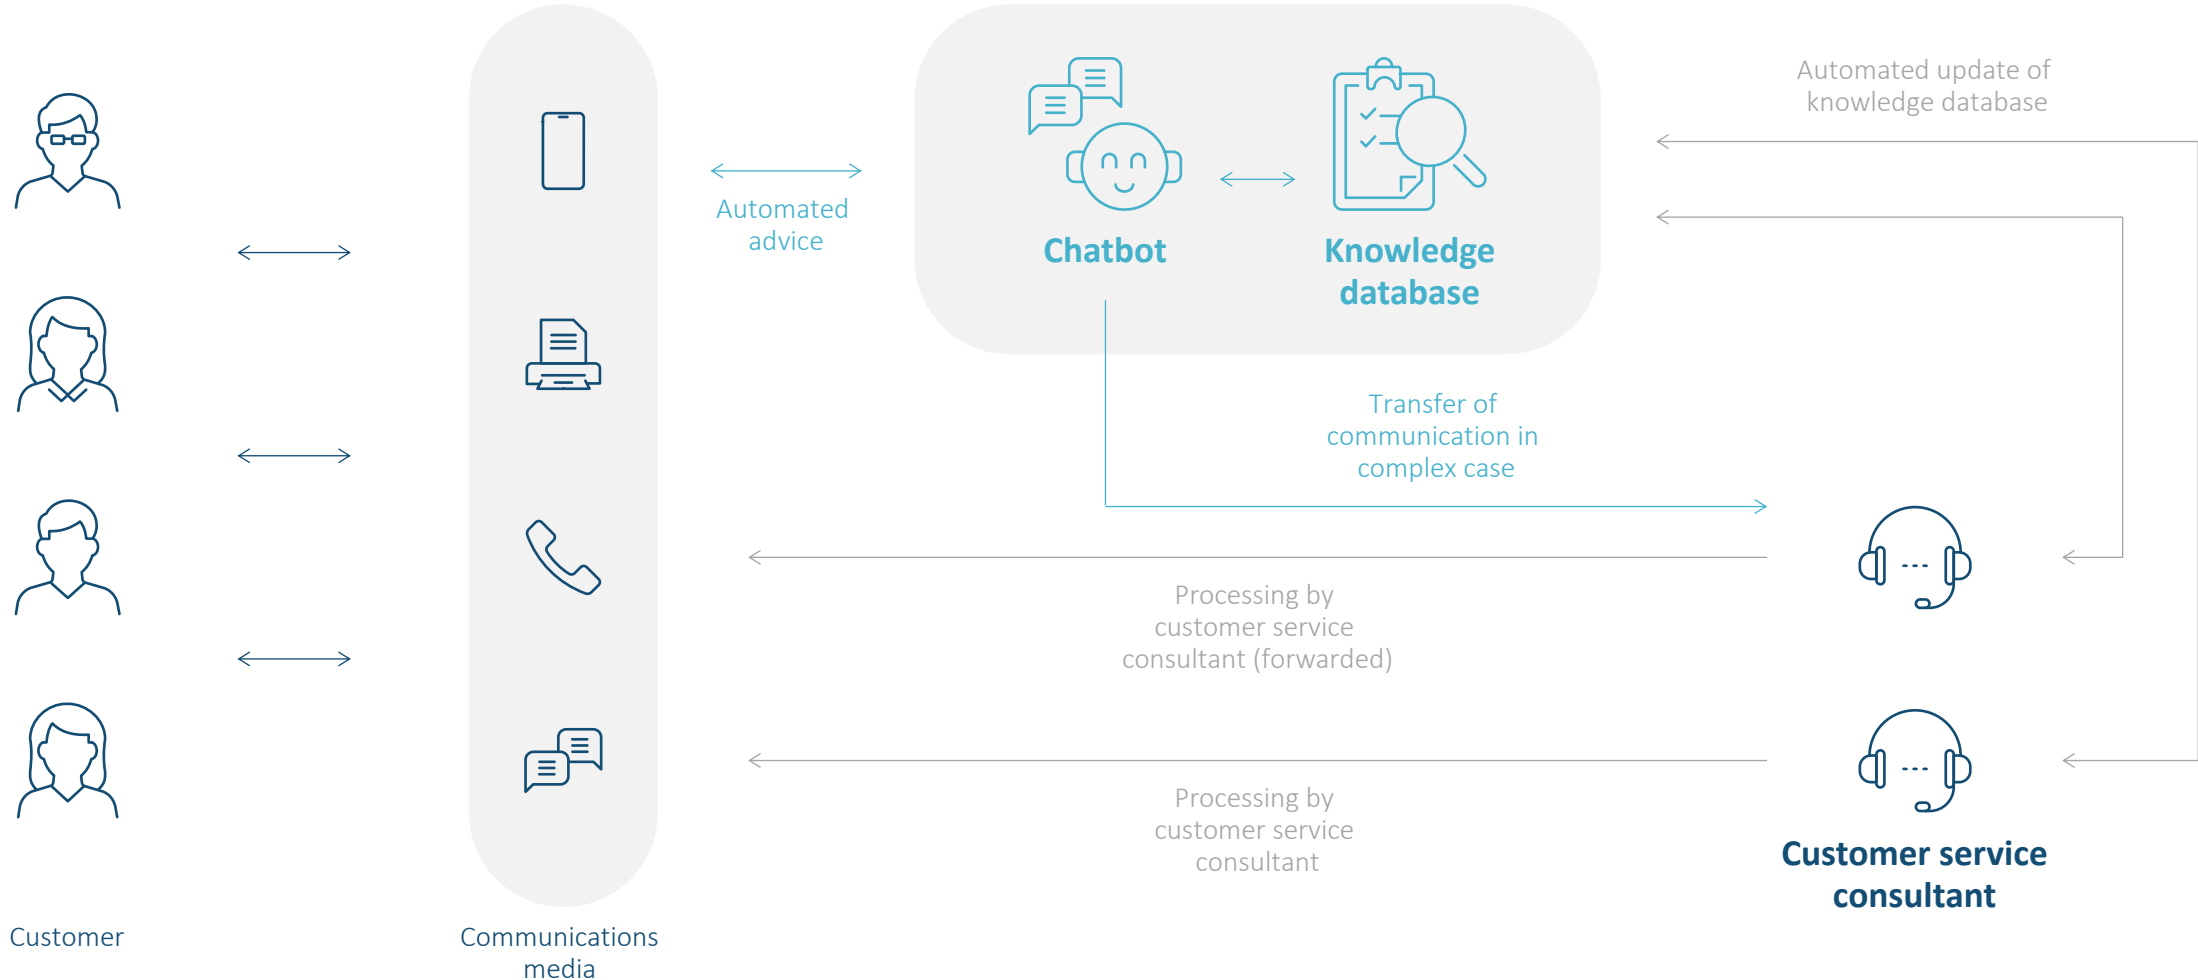 Automated update of
knowledge database
Automated
advice
Chatbot
Knowledge
database
Transfer of
communication in
complex case
Processing by
customer service
consultant (forwarded)
Processing by
customer service
consultant
Customer service
consultant
Customer
Communications
media